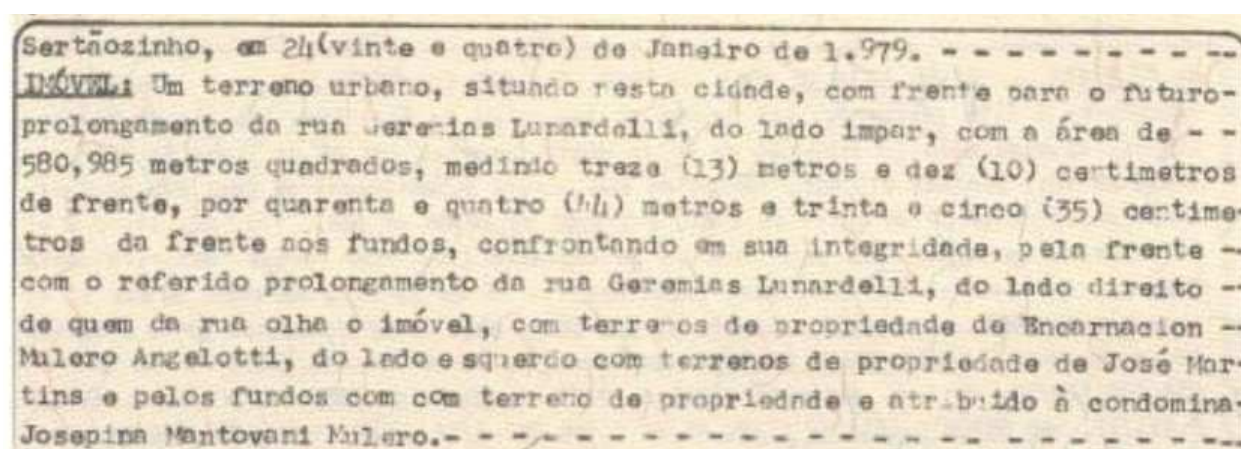 Sertãozinho, em 24(vinte e quatro) de Janeiro de 1.979. - - - - - - - - - --
IMÓVEL: Um terreno urbano, situado nesta cidade, com frente para o futuro-
prolongamento da rua Geremias Lunardelli, do lado impar, com a área de - -
580,985 metros quadrados, medindo treze (13) metros e dez (10) centimetros
de frente, por quarenta e quatro (44) metros e trinta e cinco (35) centime-
tros da frente aos fundos, confrontando em sua integridade, pela frente --
com o referido prolongamento da rua Geremias Lunardelli, do lado direito --
de quem da rua olha o imóvel, com terrenos de propriedade de Encarnacion --
Mulero Angelotti, do lado esquerdo com terrenos de propriedade de José Mar-
tins e pelos fundos com com terreno de propriedade e atribuido à condomina-
Josepina Mantovani Mulero.- - - - - - - - - - - - - - - - - - - - - - - ---